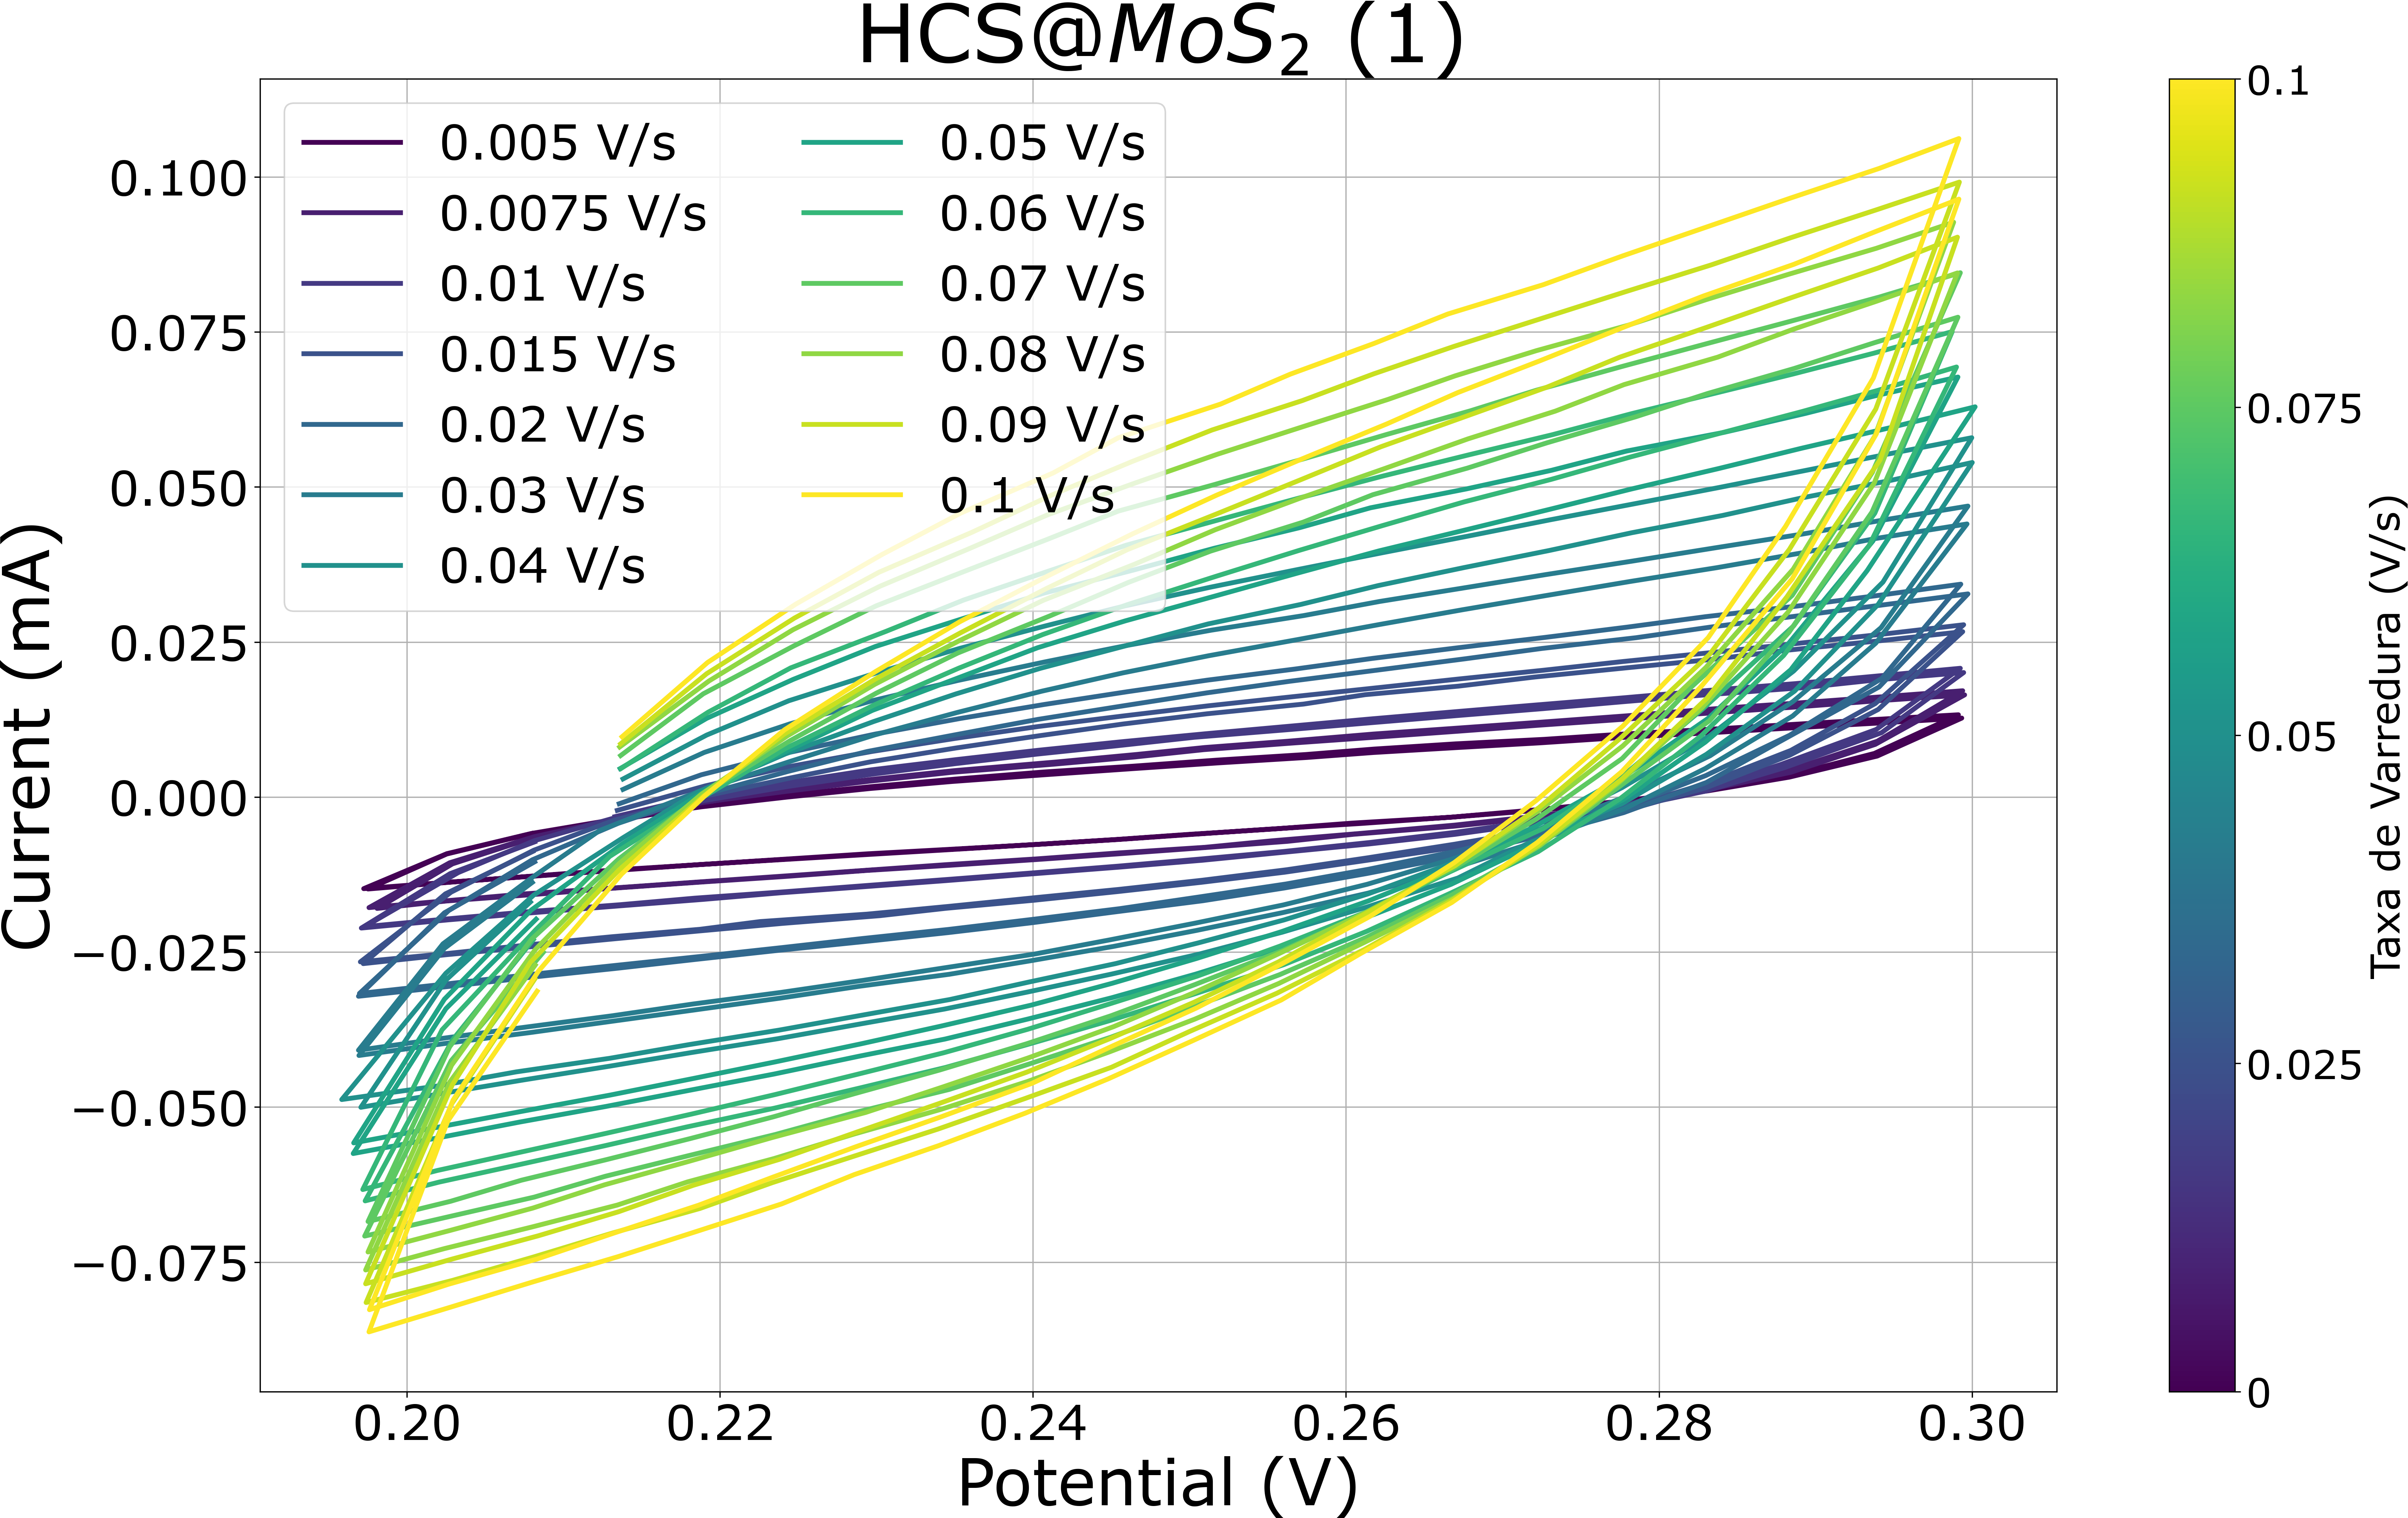 HCS@MoS₂ (1)
0.005 V/s
0.0075 V/s
0.01 V/s
0.015 V/s
0.02 V/s
0.03 V/s
0.04 V/s
0.05 V/s
0.06 V/s
0.07 V/s
0.08 V/s
0.09 V/s
0.1 V/s
Current (mA)
0.100
0.075
0.050
0.025
0.000
−0.025
−0.050
−0.075
0.20 0.22 0.24 0.26 0.28 0.30
Potential (V)
0.1
0.075
0.05
0.025
0
Taxa de Varredura (V/s)